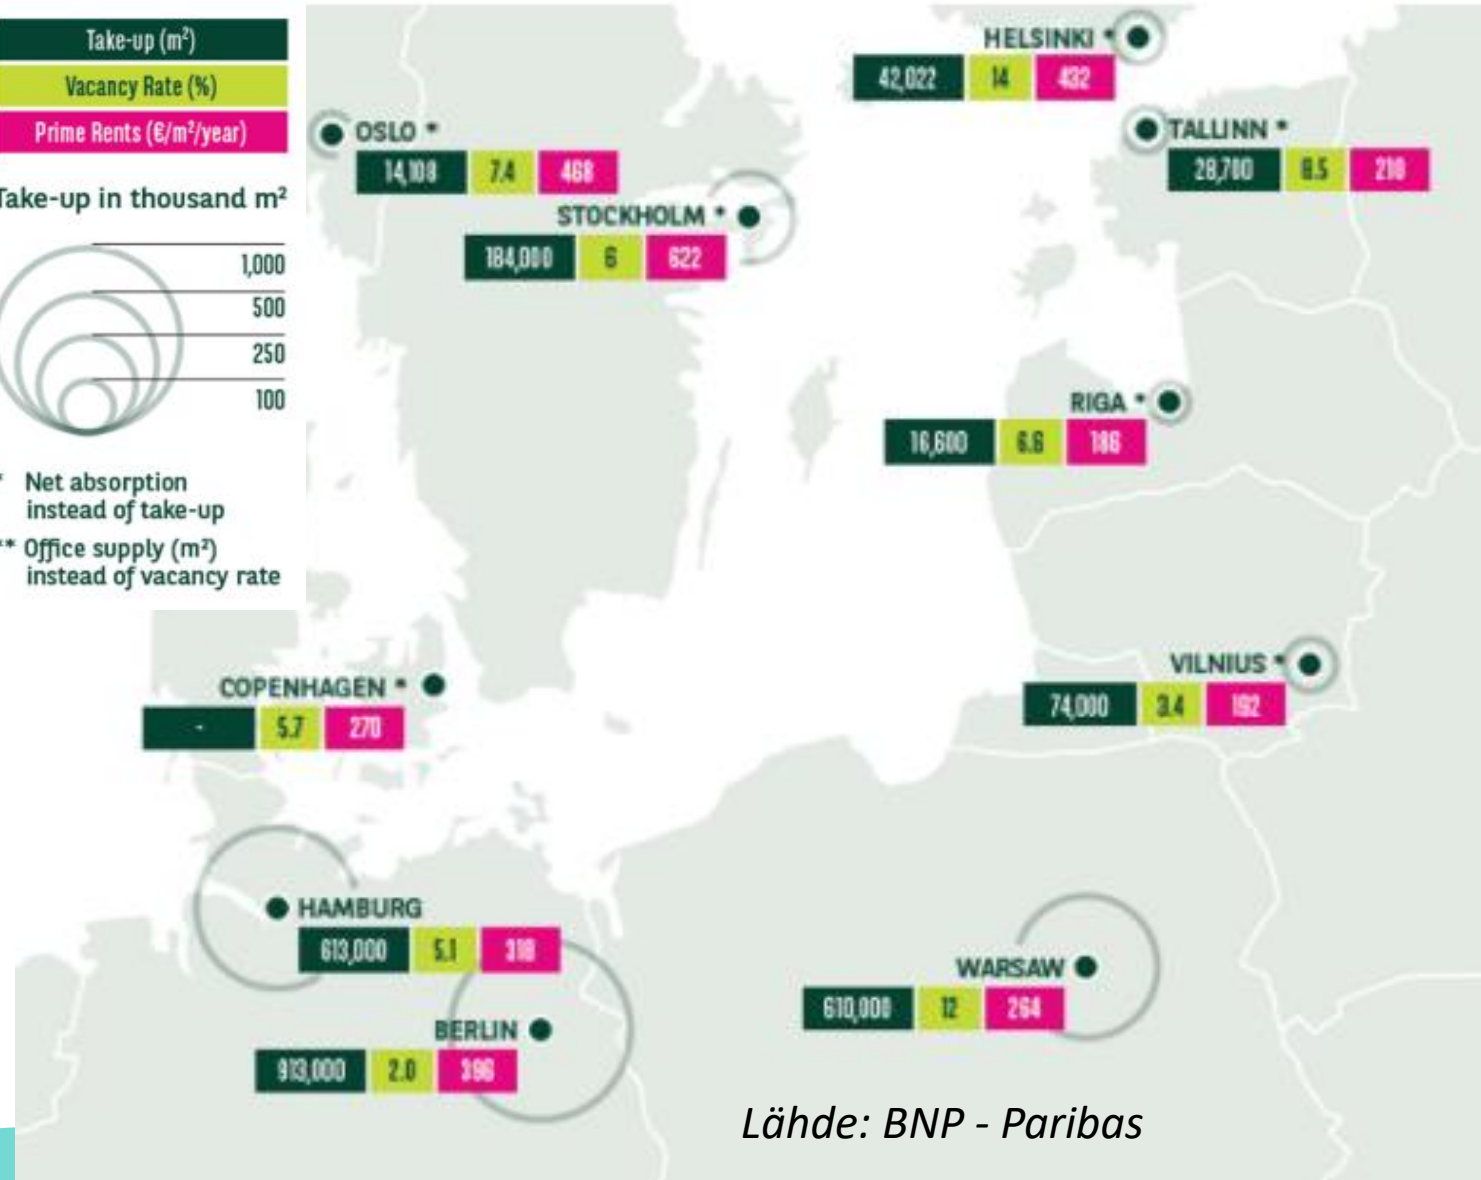 Take-up (m²)
Vacancy Rate (%)
Prime Rents (€/m²/year)
Take-up in thousand m²
1,000
500
250
100
* Net absorption
instead of take-up
** Office supply (m²)
instead of vacancy rate
HELSINKI *
42,022 14 432
OSLO *
14,108 7.4 468
TALLINN *
28,700 8.5 210
STOCKHOLM *
184,000 6 622
RIGA *
16,600 6.6 186
VILNIUS *
74,000 3.4 192
COPENHAGEN *
- 5.7 270
HAMBURG
613,000 5.1 318
WARSAW
610,000 12 264
BERLIN
913,000 2.0 396
Lähde: BNP - Paribas